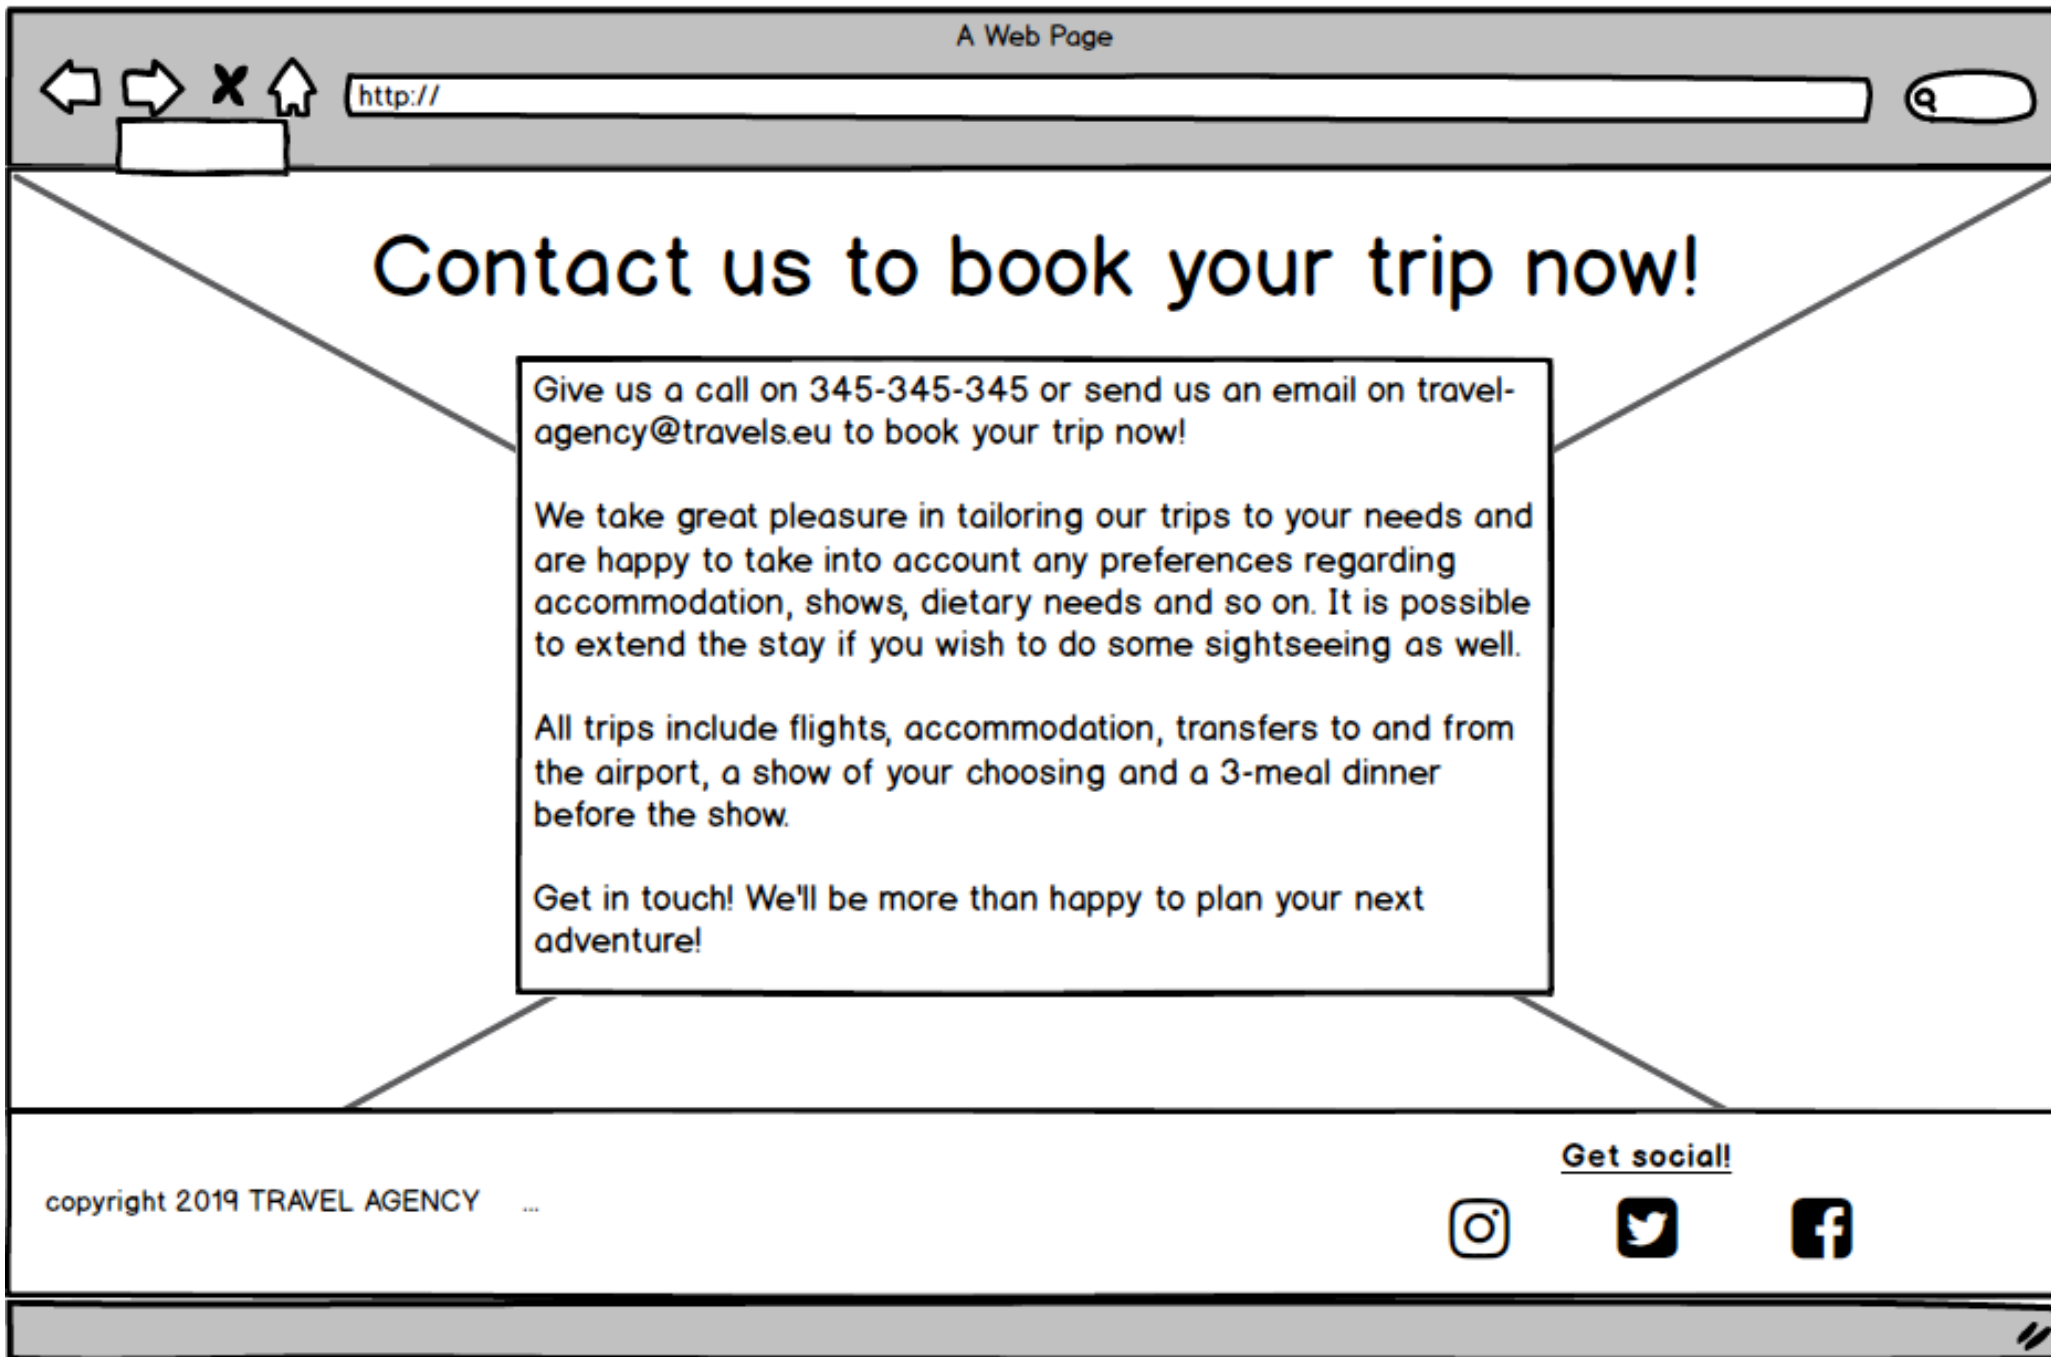 A Web Page
http://
Contact us to book your trip now!
Give us a call on 345-345-345 or send us an email on travel-
agency@travels.eu to book your trip now!
We take great pleasure in tailoring our trips to your needs and
are happy to take into account any preferences regarding
accommodation, shows, dietary needs and so on. It is possible
to extend the stay if you wish to do some sightseeing as well.
All trips include flights, accommodation, transfers to and from
the airport, a show of your choosing and a 3-meal dinner
before the show.
Get in touch! We'll be more than happy to plan your next
adventure!
Get social!
copyright 2019 TRAVEL AGENCY ...